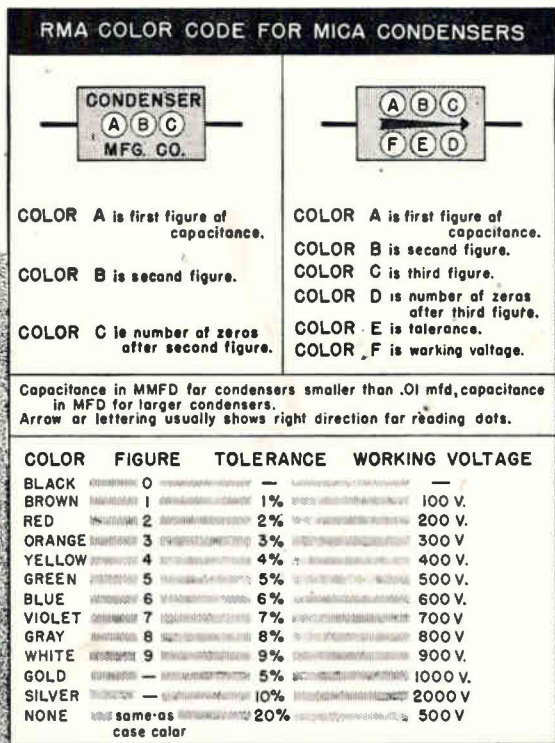 RMA COLOR CODE FOR MICA CONDENSERS
CONDENSER
A B C
MFG. CO.
COLOR A is first figure of
capacitance.
COLOR B is second figure.
COLOR C ie number of zeros
after second figure.
A B C
F E D
COLOR A is first figure of
capacitance.
COLOR B is second figure.
COLOR C is third figure.
COLOR D is number of zeros
after third figure.
COLOR E is tolerance.
COLOR F is working voltage.
Capacitance in MMFD for condensers smaller than .01 mfd, capacitance
in MFD for larger condensers.
Arrow or lettering usually shows right direction for reading dots.
COLOR FIGURE TOLERANCE WORKING VOLTAGE
BLACK 0 — —
BROWN 1 1% 100 V.
RED 2 2% 200 V.
ORANGE 3 3% 300 V
YELLOW 4 4% 400 V.
GREEN 5 5% 500 V.
BLUE 6 6% 600 V.
VIOLET 7 7% 700 V
GRAY 8 8% 800 V
WHITE 9 9% 900 V.
GOLD — 5% 1000 V.
SILVER — 10% 2000 V
NONE same as 20% 500 V
case color